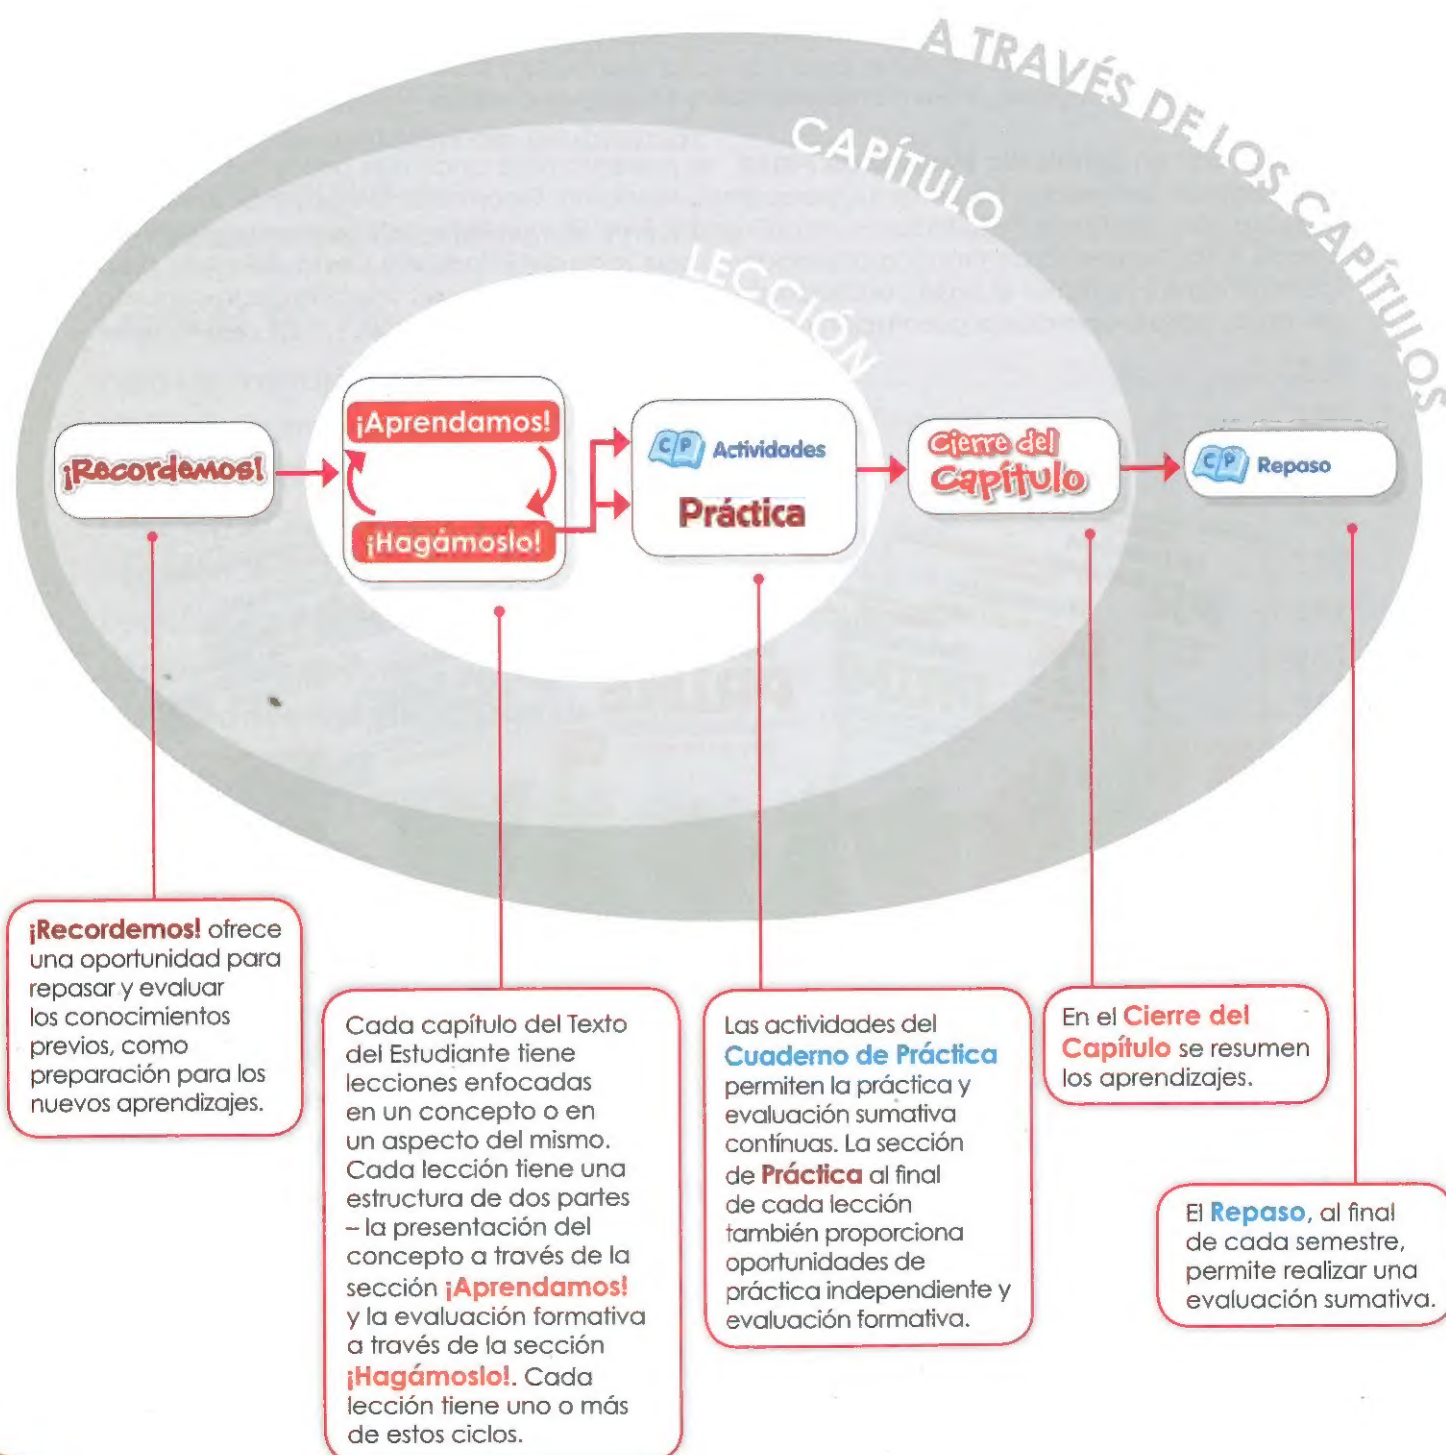 A TRAVÉS DE LOS CAPÍTULOS
CAPÍTULO
LECCIÓN
¡Recordemos!
¡Aprendamos!
¡Hagámoslo!
CP Actividades
Práctica
Cierre del
Capítulo
CP Repaso
¡Recordemos! ofrece
una oportunidad para
repasar y evaluar
los conocimientos
previos, como
preparación para los
nuevos aprendizajes.
Cada capítulo del Texto
del Estudiante tiene
lecciones enfocadas
en un concepto o en
un aspecto del mismo.
Cada lección tiene una
estructura de dos partes
– la presentación del
concepto a través de la
sección ¡Aprendamos!
y la evaluación formativa
a través de la sección
¡Hagámoslo!. Cada
lección tiene uno o más
de estos ciclos.
Las actividades del
Cuaderno de Práctica
permiten la práctica y
evaluación sumativa
contínuas. La sección
de Práctica al final
de cada lección
también proporciona
oportunidades de
práctica independiente y
evaluación formativa.
En el Cierre del
Capítulo se resumen
los aprendizajes.
El Repaso, al final
de cada semestre,
permite realizar una
evaluación sumativa.